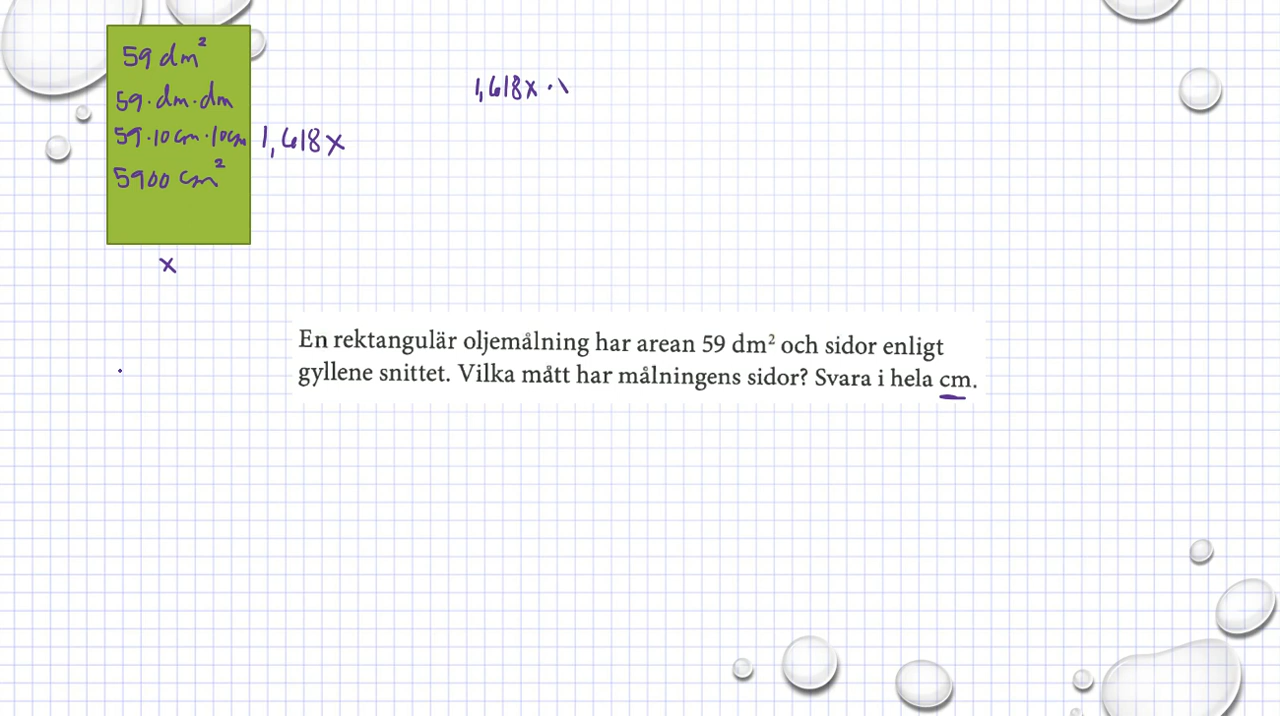 59 dm²
59 · dm · dm
59 · 10 cm · 10 cm
5900 cm²
1,618x
x
1,618x ·
En rektangulär oljemålning har arean 59 dm² och sidor enligt
gyllene snittet. Vilka mått har målningens sidor? Svara i hela cm.